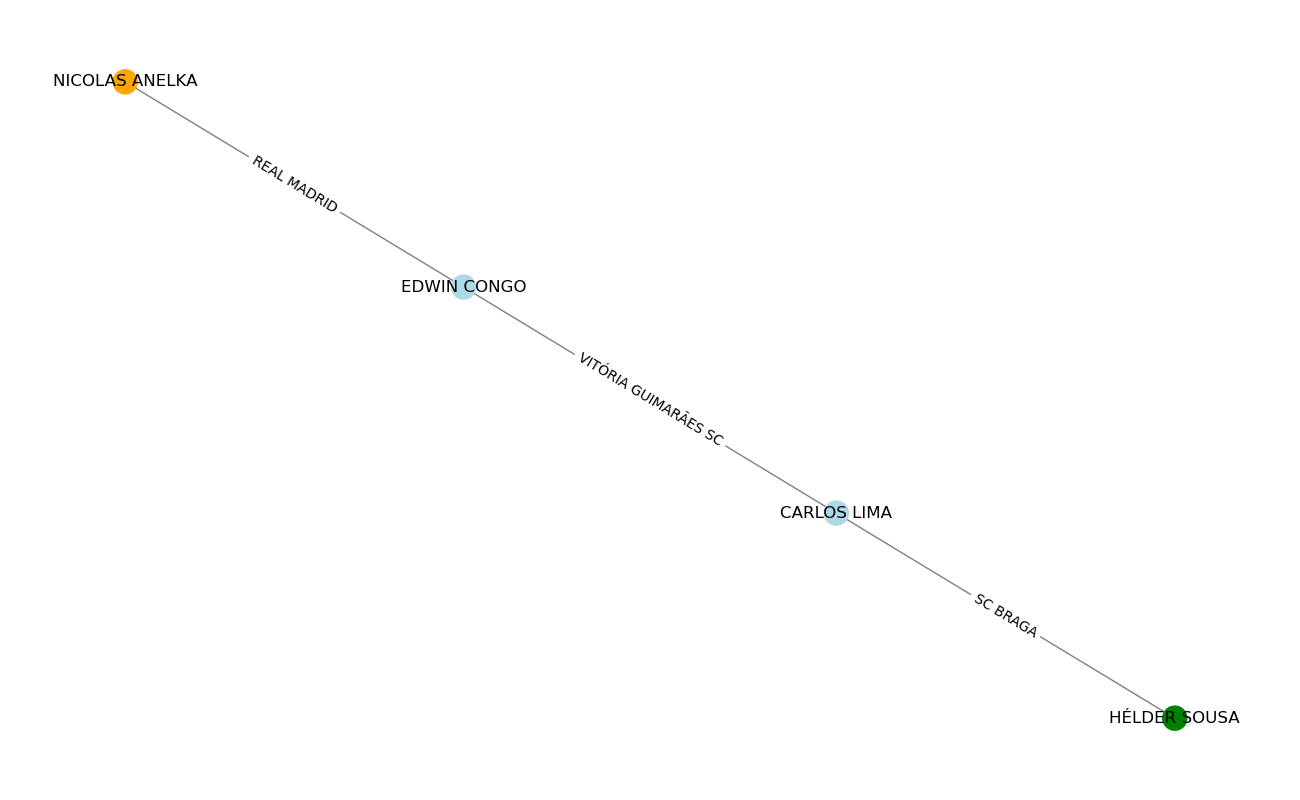 NICOLAS ANELKA
REAL MADRID
EDWIN CONGO
VITÓRIA GUIMARÃES SC
CARLOS LIMA
SC BRAGA
HÉLDER SOUSA